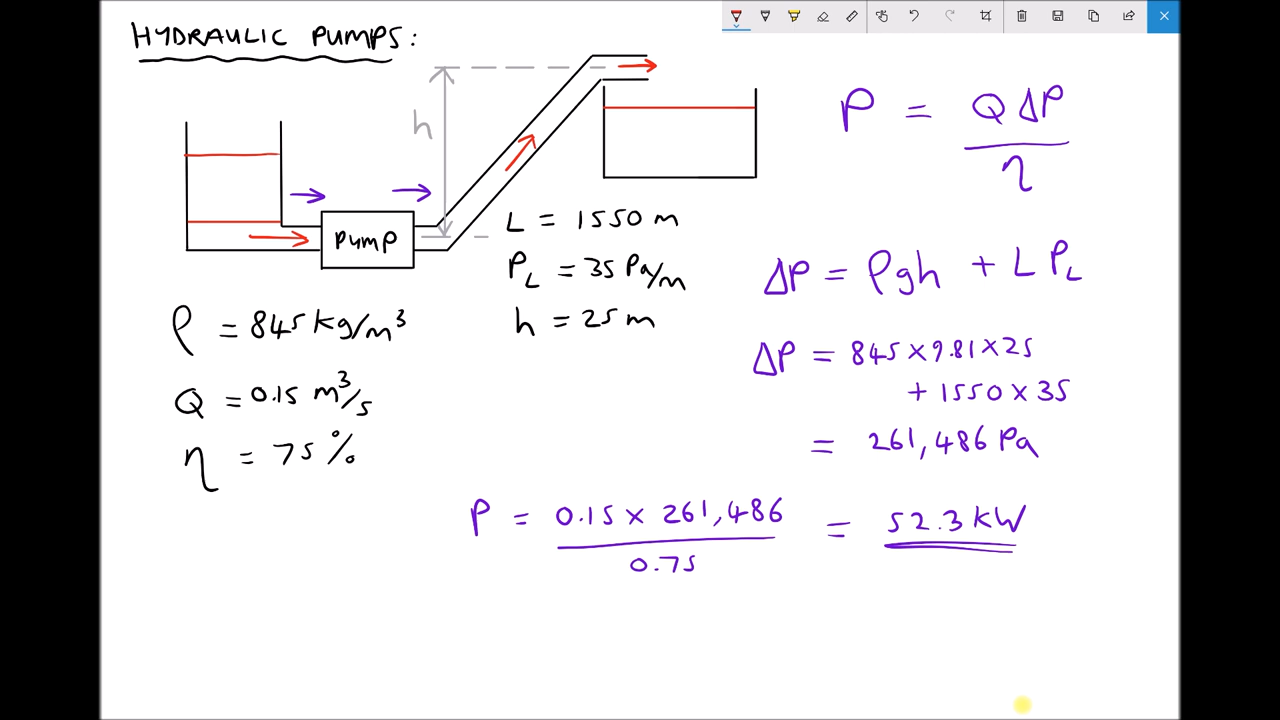 HYDRAULIC PUMPS:
h
PUMP
L = 1550 m
P_L = 35 Pa/m
h = 25 m
ρ = 845 kg/m³
Q = 0.15 m³/s
η = 75 %
P = Q ΔP / η
ΔP = ρgh + L P_L
ΔP = 845 × 9.81 × 25
+ 1550 × 35
= 261,486 Pa
P = 0.15 × 261,486 / 0.75 = 52.3 kW